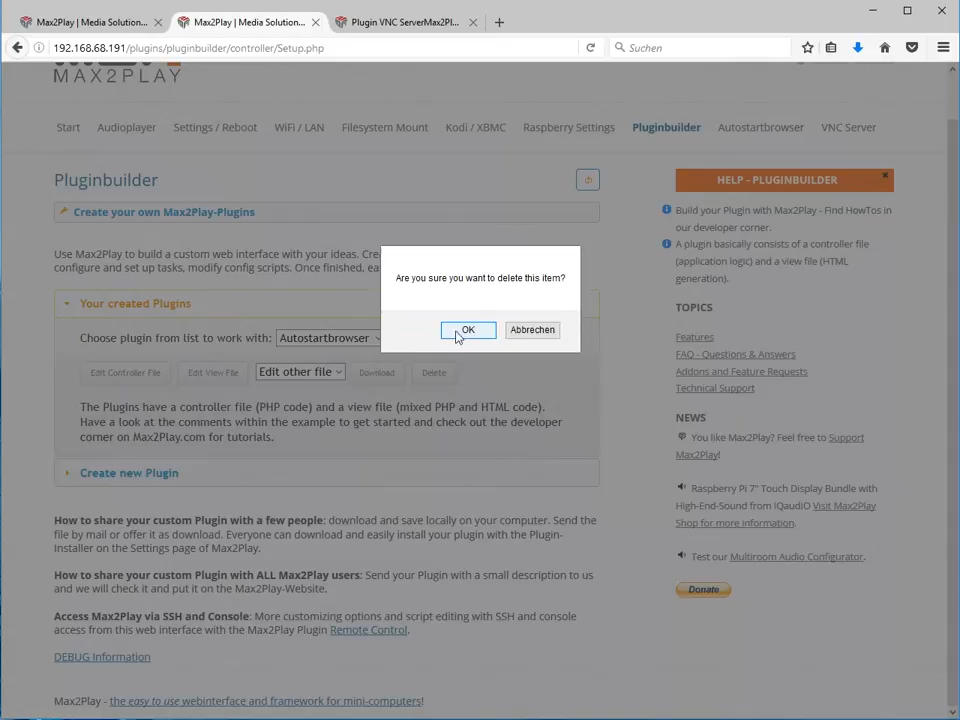 Max2Play | Media Solution...
Max2Play | Media Solution...
Plugin VNC ServerMax2Pl...
192.168.68.191/plugins/pluginbuilder/controller/Setup.php
Suchen
MAX2PLAY
Start
Audioplayer
Settings / Reboot
WiFi / LAN
Filesystem Mount
Kodi / XBMC
Raspberry Settings
Pluginbuilder
Autostartbrowser
VNC Server
Pluginbuilder
Create your own Max2Play-Plugins
Use Max2Play to build a custom web interface with your ideas. Cre
configure and set up tasks, modify config scripts. Once finished, ea
Your created Plugins
Choose plugin from list to work with: Autostartbrowser
Edit Controller File
Edit View File
Edit other file
Download
Delete
The Plugins have a controller file (PHP code) and a view file (mixed PHP and HTML code).
Have a look at the comments within the example to get started and check out the developer
corner on Max2Play.com for tutorials.
Create new Plugin
How to share your custom Plugin with a few people: download and save locally on your computer. Send the
file by mail or offer it as download. Everyone can download and easily install your plugin with the Plugin-
Installer on the Settings page of Max2Play.
How to share your custom Plugin with ALL Max2Play users: Send your Plugin with a small description to us
and we will check it and put it on the Max2Play-Website.
Access Max2Play via SSH and Console: More customizing options and script editing with SSH and console
access from this web interface with the Max2Play Plugin Remote Control.
DEBUG Information
Max2Play - the easy to use webinterface and framework for mini-computers!
Are you sure you want to delete this item?
OK
Abbrechen
HELP - PLUGINBUILDER
Build your Plugin with Max2Play - Find HowTos in
our developer corner.
A plugin basically consists of a controller file
(application logic) and a view file (HTML
generation).
TOPICS
Features
FAQ - Questions & Answers
Addons and Feature Requests
Technical Support
NEWS
You like Max2Play? Feel free to Support
Max2Play!
Raspberry Pi 7" Touch Display Bundle with
High-End-Sound from IQaudIO Visit Max2Play
Shop for more information.
Test our Multiroom Audio Configurator.
Donate